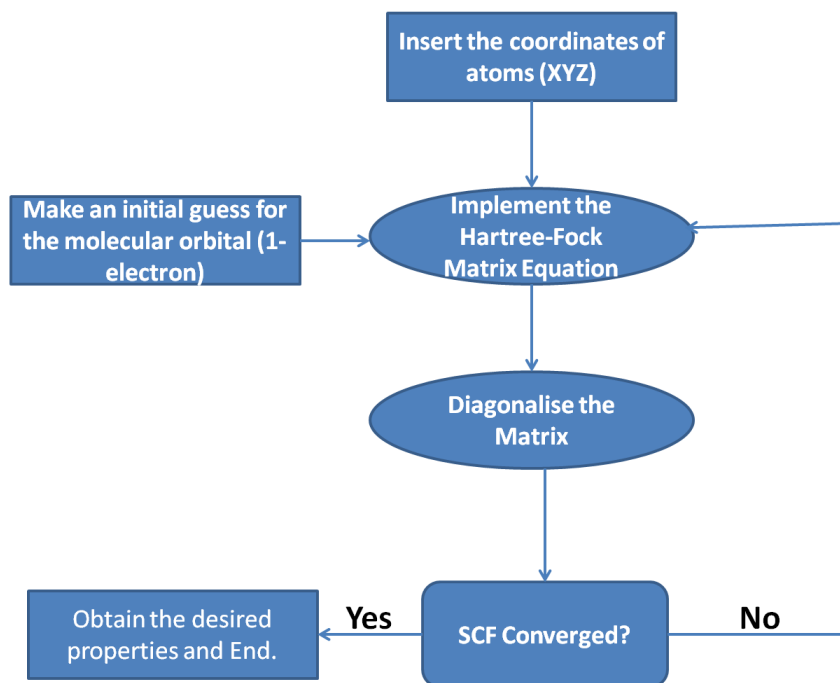 Insert the coordinates of
atoms (XYZ)
Make an initial guess for
the molecular orbital (1-
electron)
Implement the
Hartree-Fock
Matrix Equation
Diagonalise the
Matrix
Obtain the desired
properties and End.
Yes
SCF Converged?
No